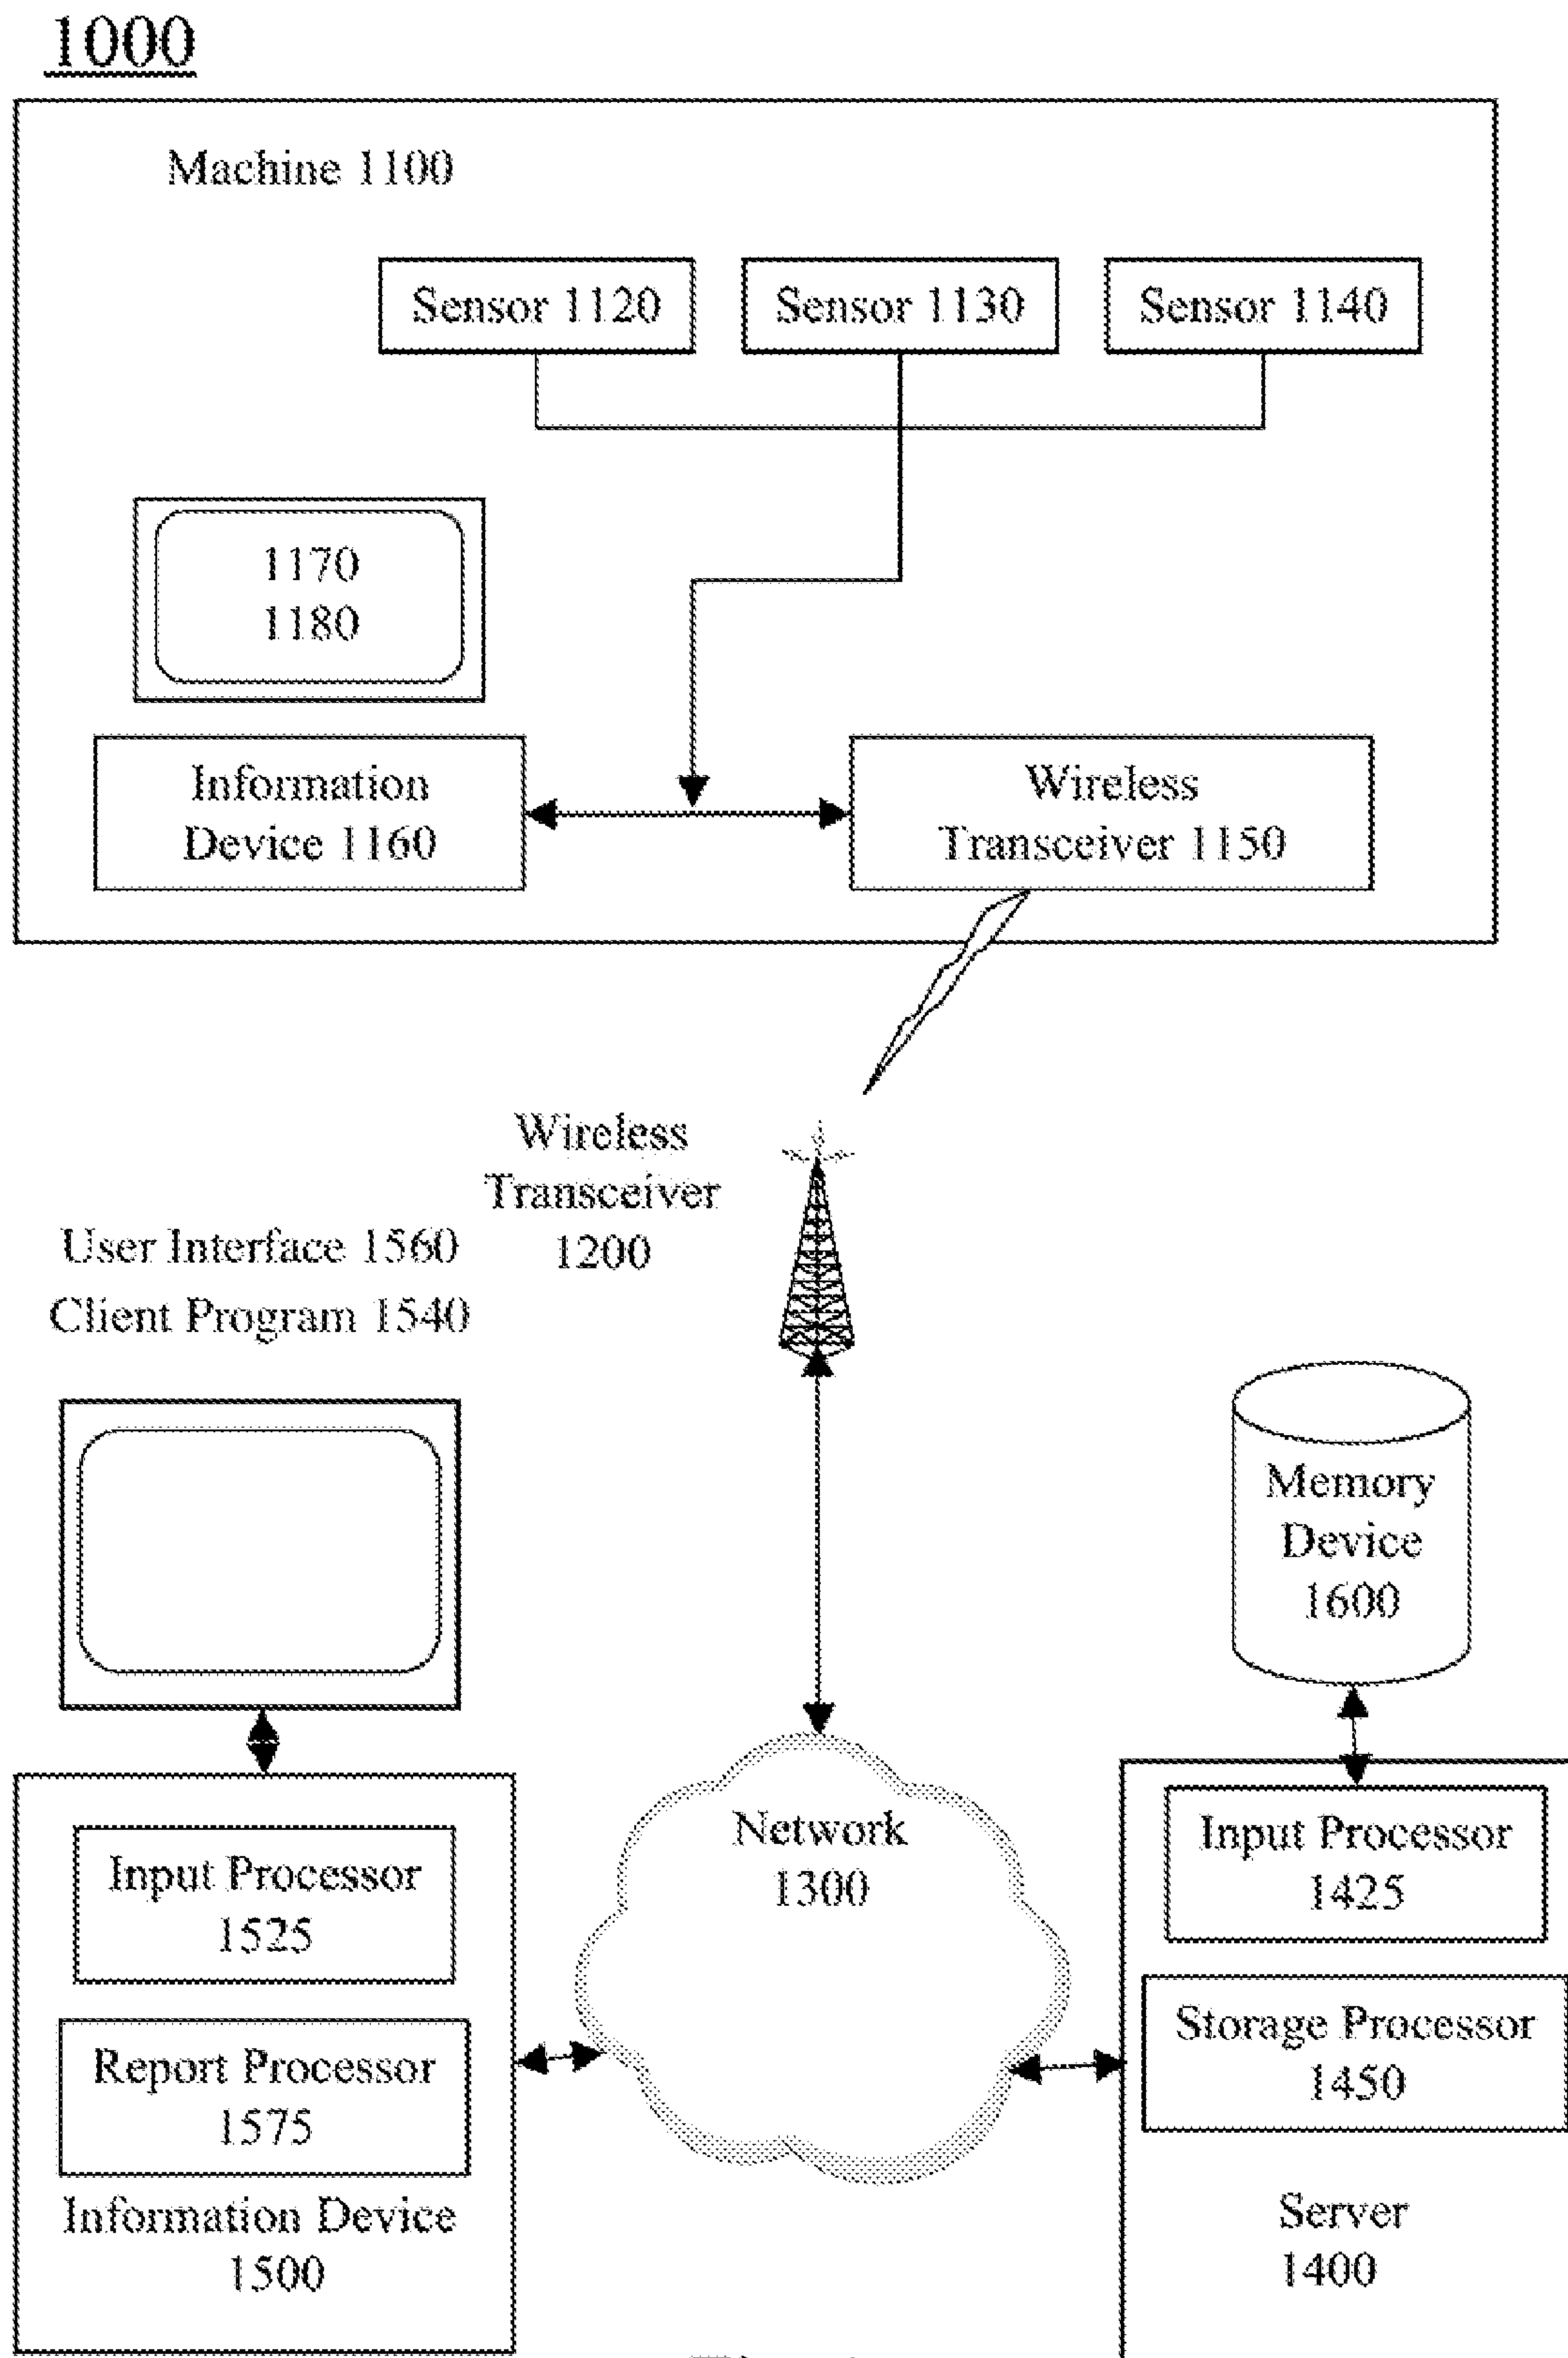 1000
Machine 1100
Sensor 1120
Sensor 1130
Sensor 1140
1170
1180
Information
Device 1160
Wireless
Transceiver 1150
Wireless
Transceiver
1200
User Interface 1560
Client Program 1540
Memory
Device
1600
Network
1300
Input Processor
1525
Report Processor
1575
Information Device
1500
Input Processor
1425
Storage Processor
1450
Server
1400